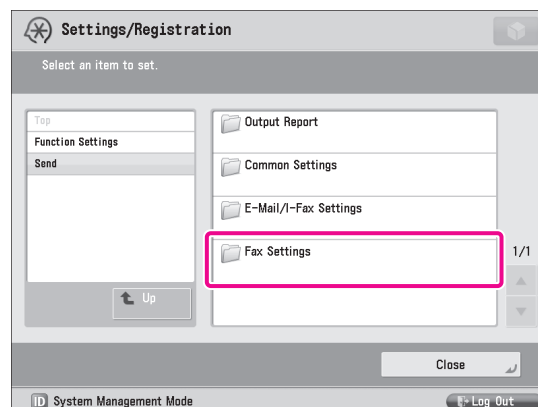 Settings/Registration
Select an item to set.
Top
Function Settings
Send
Up
Output Report
Common Settings
E-Mail/I-Fax Settings
Fax Settings
1/1
Close
ID System Management Mode
Log Out